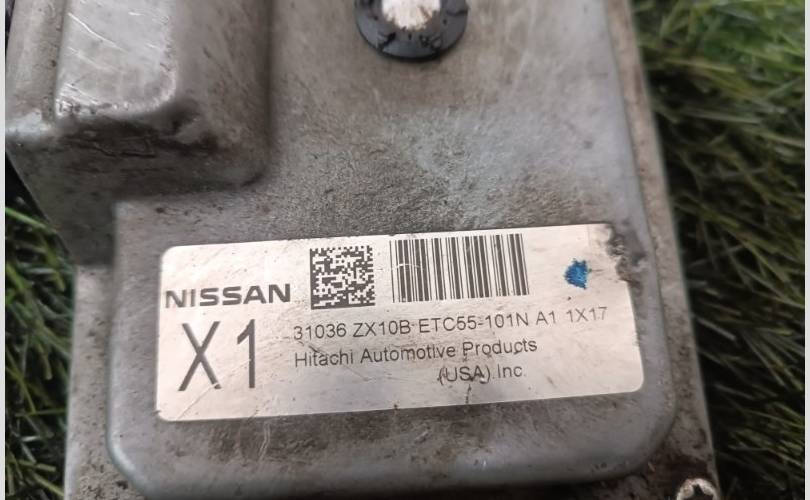 NISSAN
X1
31036 ZX10B ETC55-101N A1 1X17
Hitachi Automotive Products
(USA) Inc.